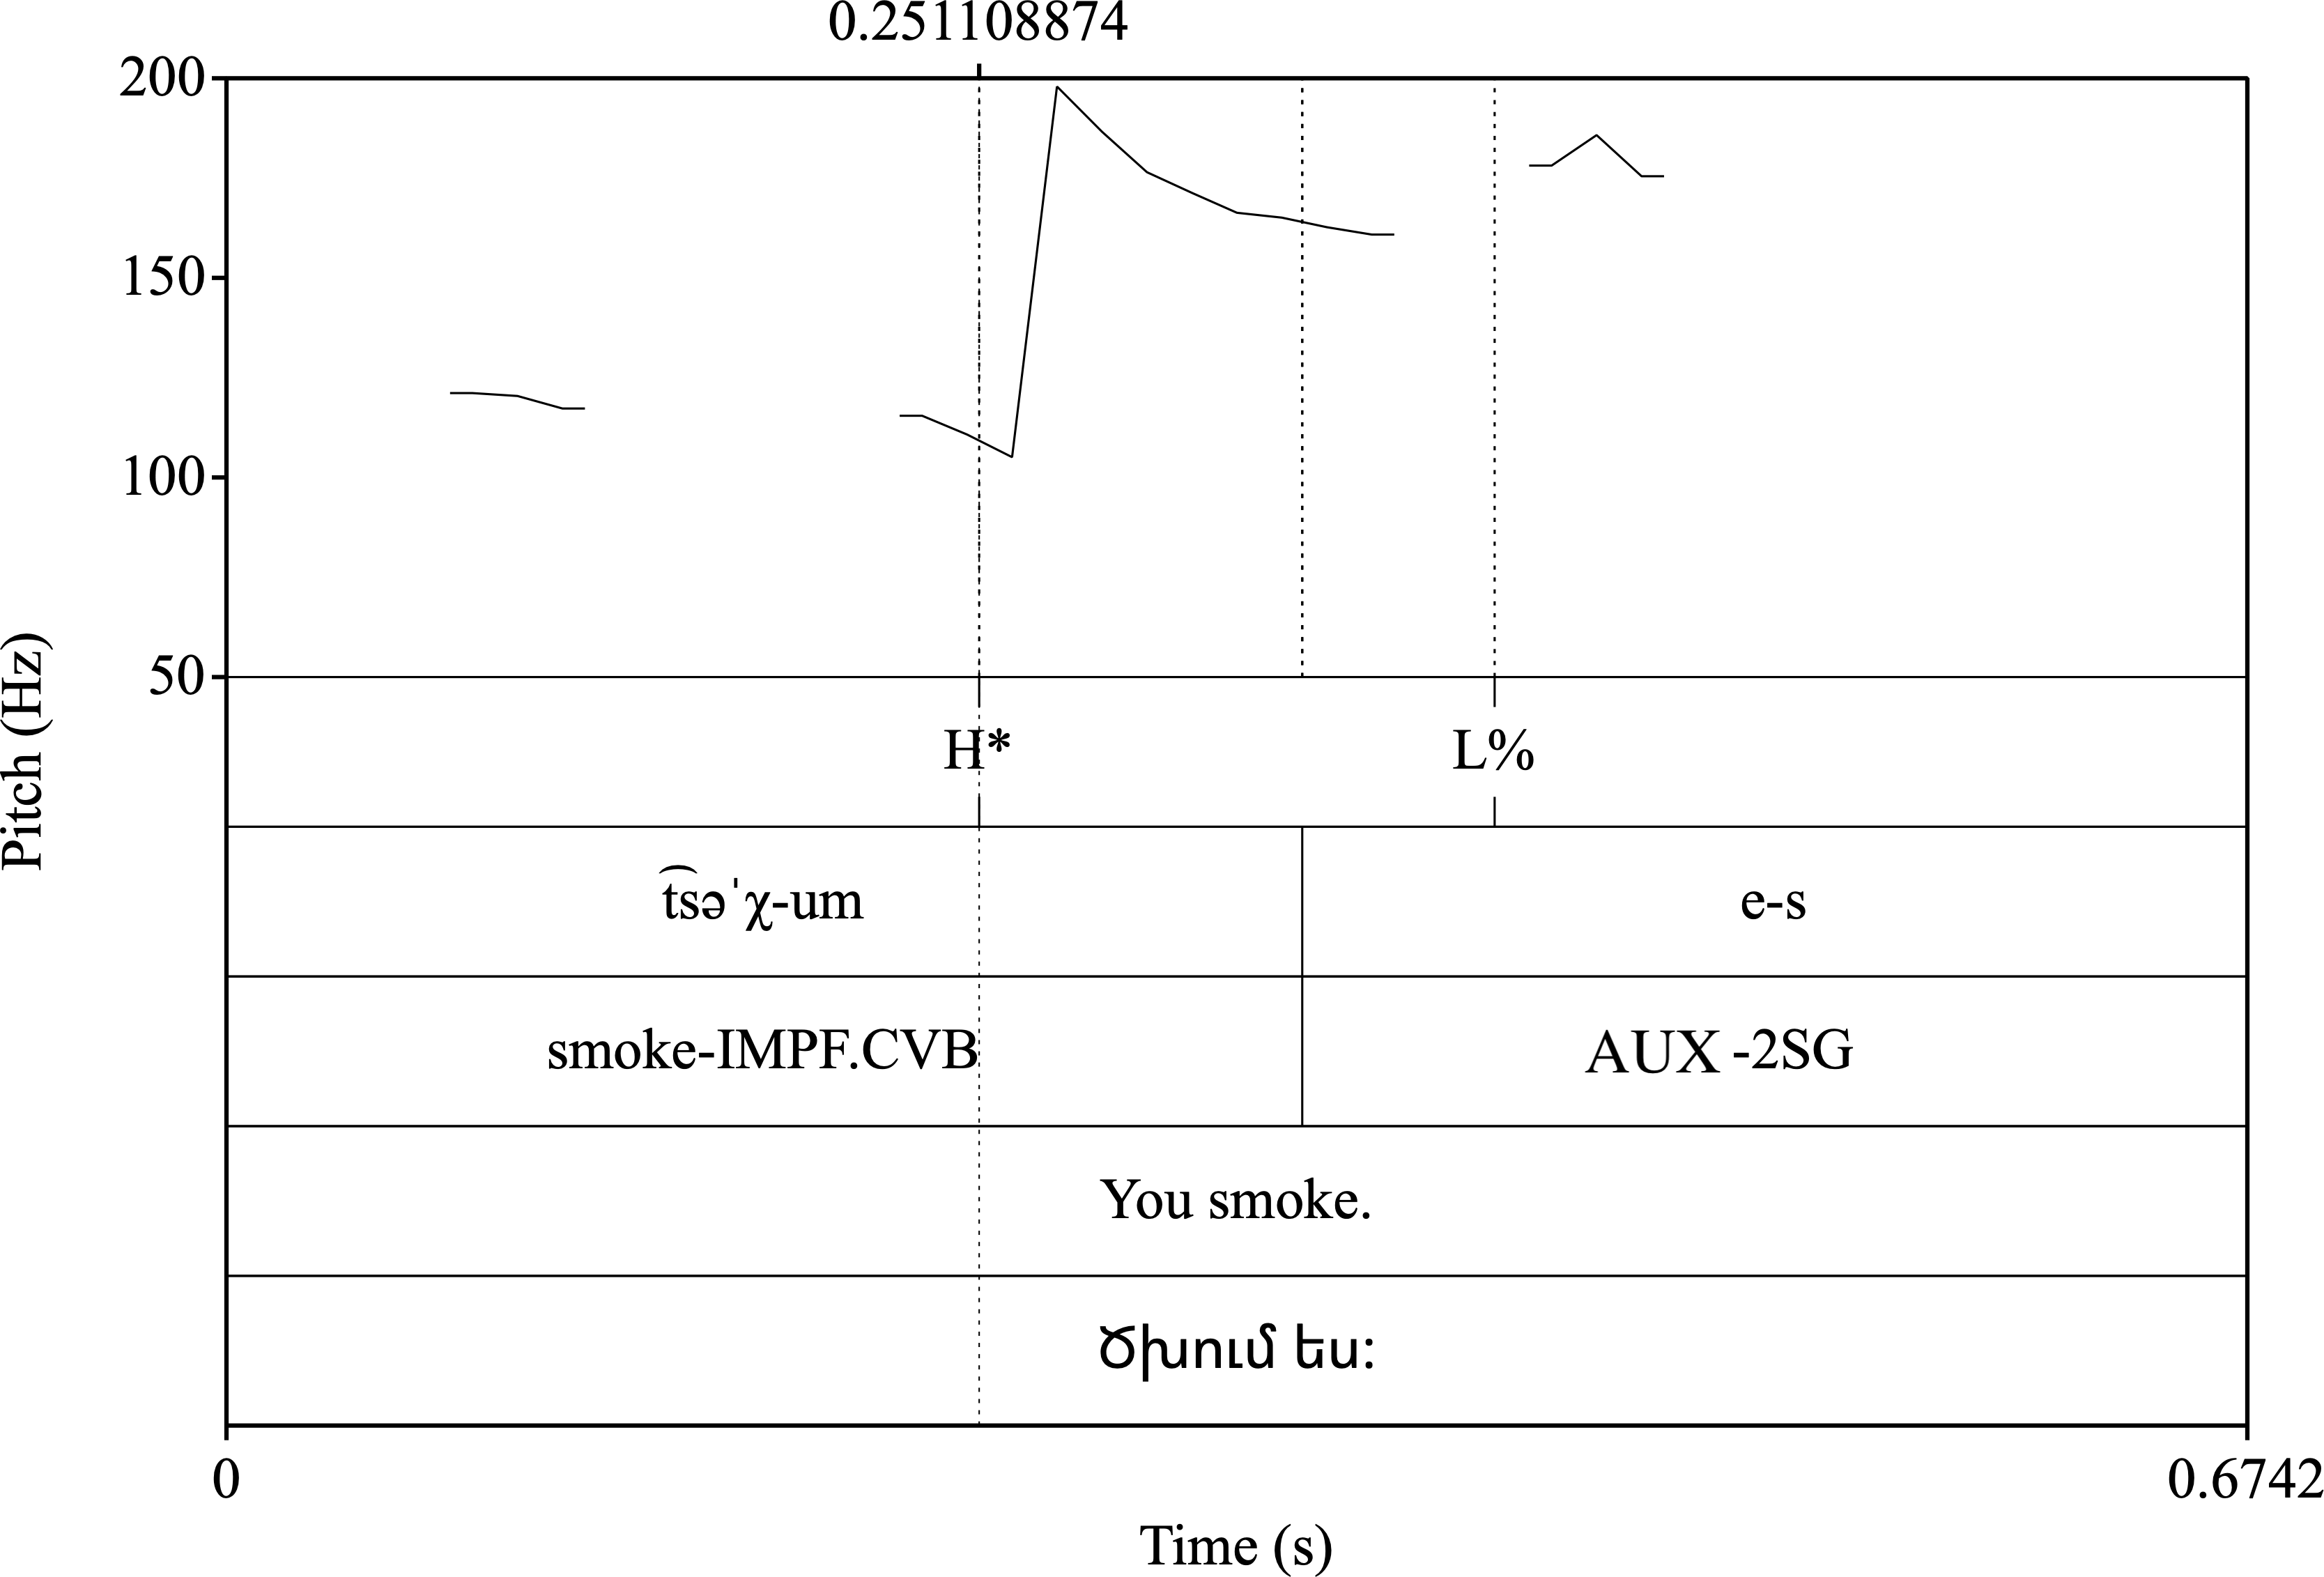 0.251108874
200
150
100
50
Pitch (Hz)
H* L%
t͡səˈχ-um e-s
smoke-IMPF.CVB AUX-2SG
You smoke.
ծխում ես:
0 0.6742
Time (s)